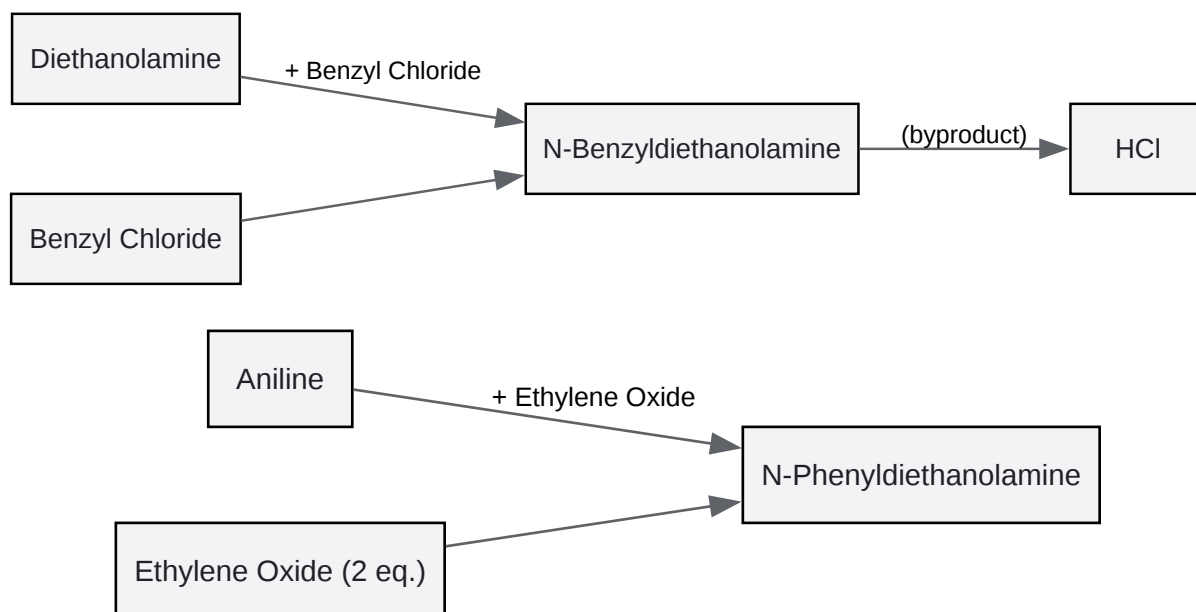 Diethanolamine
+ Benzyl Chloride
N-Benzyldiethanolamine
(byproduct)
HCl
Benzyl Chloride
Aniline
+ Ethylene Oxide
N-Phenyldiethanolamine
Ethylene Oxide (2 eq.)